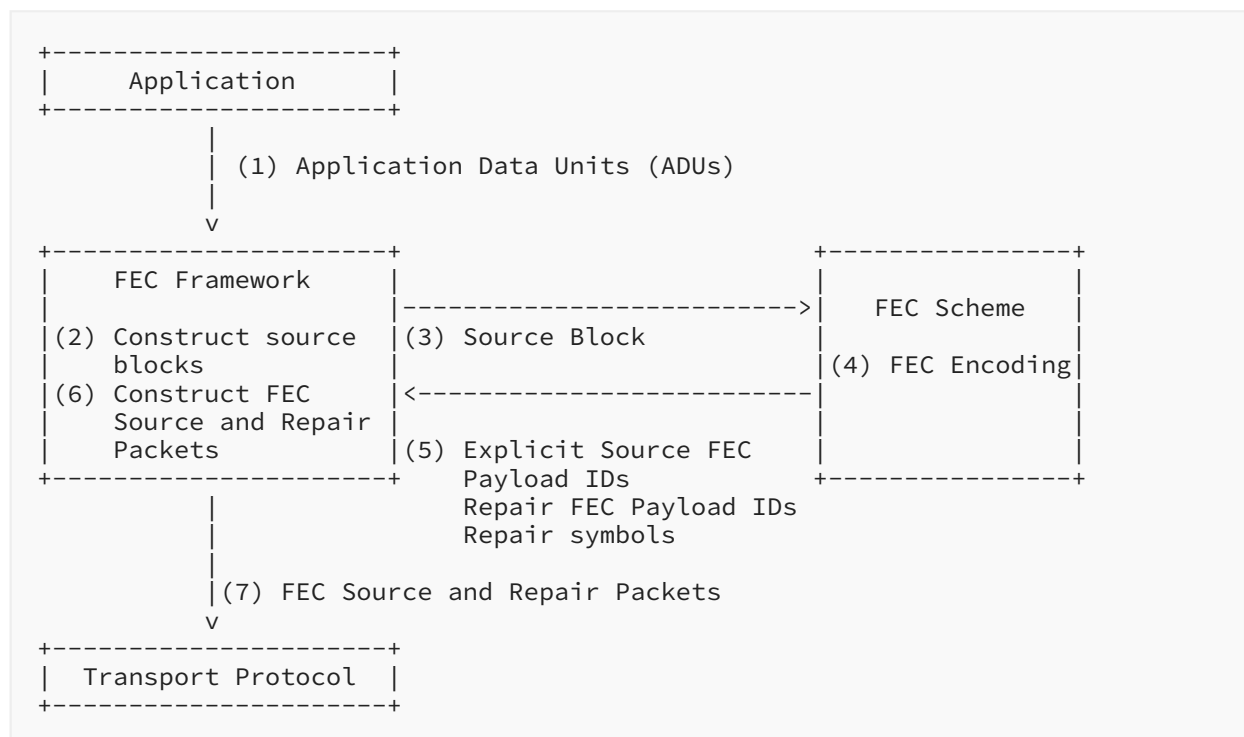 Application
(1) Application Data Units (ADUs)
FEC Framework
FEC Scheme
(2) Construct source (3) Source Block
blocks (4) FEC Encoding
(6) Construct FEC
Source and Repair
Packets (5) Explicit Source FEC
Payload IDs
Repair FEC Payload IDs
Repair symbols
(7) FEC Source and Repair Packets
Transport Protocol